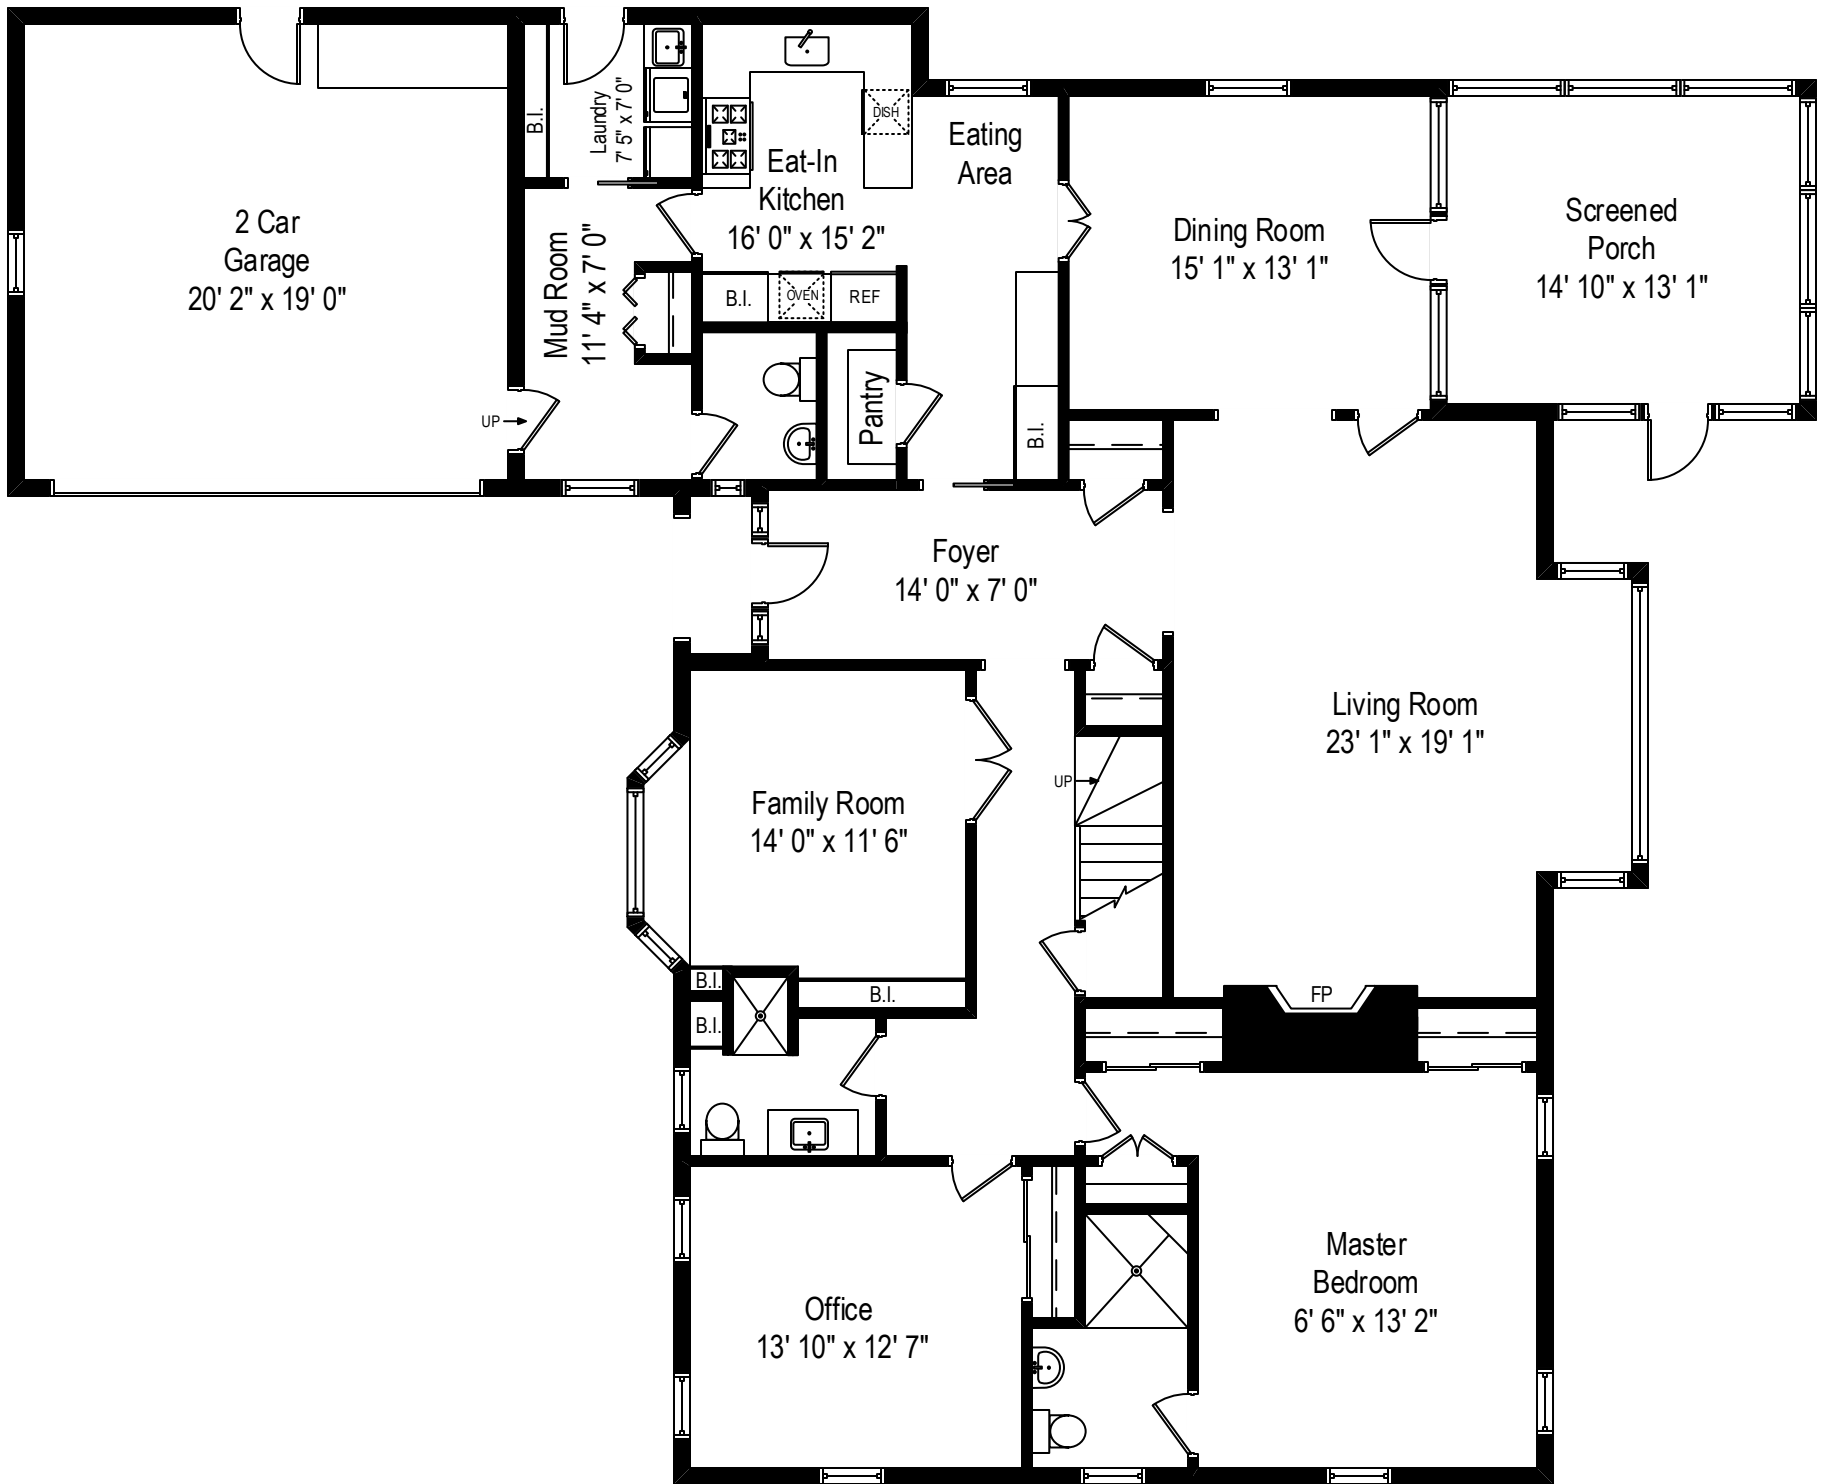 2 Car
Garage
20' 2" x 19' 0"
UP
B.I.
Laundry
7' 5" x 7' 0"
Mud Room
11' 4" x 7' 0"
Eat-In
Kitchen
16' 0" x 15' 2"
DISH
Eating
Area
B.I.
OVEN
REF
Pantry
B.I.
Dining Room
15' 1" x 13' 1"
Screened
Porch
14' 10" x 13' 1"
Foyer
14' 0" x 7' 0"
Living Room
23' 1" x 19' 1"
UP
Family Room
14' 0" x 11' 6"
B.I.
B.I.
B.I.
FP
Office
13' 10" x 12' 7"
Master
Bedroom
6' 6" x 13' 2"